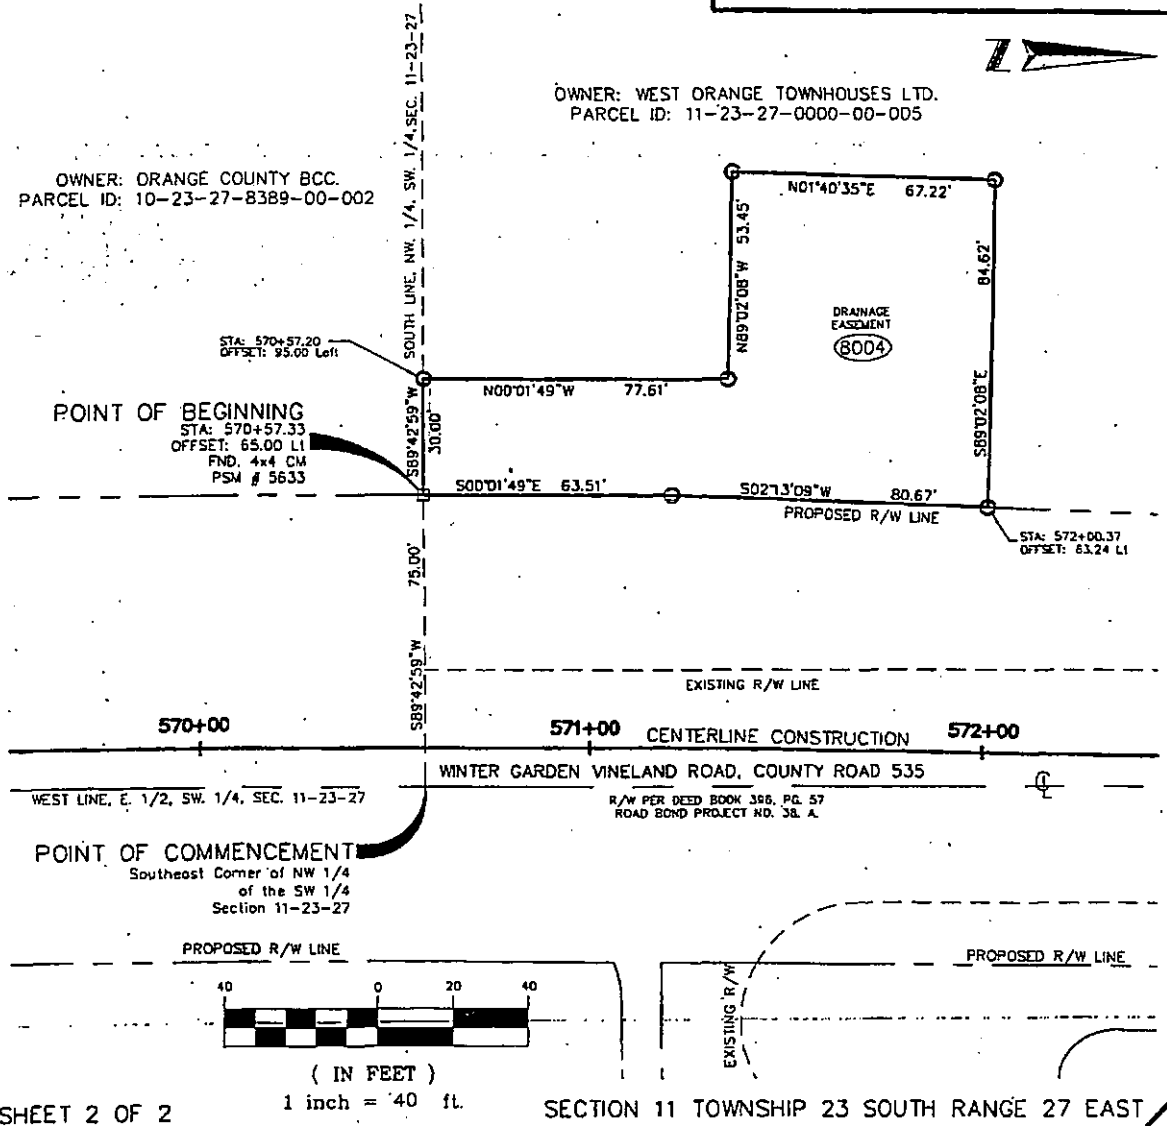 Z
OWNER: WEST ORANGE TOWNHOUSES LTD.
PARCEL ID: 11-23-27-0000-00-005
SOUTH LINE, NW. 1/4, SW. 1/4, SEC. 11-23-27
OWNER: ORANGE COUNTY BCC.
PARCEL ID: 10-23-27-8389-00-002
N01°40'35"E 67.22'
N89°02'08"W 53.45'
84.62'
S89°02'08"E
DRAINAGE
EASEMENT
8004
STA: 570+57.20
OFFSET: 95.00 Left
N00°01'49"W 77.61'
S89°42'59"W
30.00'
POINT OF BEGINNING
STA: 570+57.33
OFFSET: 65.00 Lt
FND. 4x4 CM
PSM # 5633
S00°01'49"E 63.51'
S02°13'09"W 80.67'
PROPOSED R/W LINE
STA: 572+00.37
OFFSET: 63.24 Lt
75.00'
S89°42'59"W
EXISTING R/W LINE
570+00
571+00
572+00
CENTERLINE CONSTRUCTION
WINTER GARDEN VINELAND ROAD, COUNTY ROAD 535
WEST LINE, E. 1/2, SW. 1/4, SEC. 11-23-27
R/W PER DEED BOOK 396, PG. 57
ROAD BOND PROJECT NO. 38. A.
CL
POINT OF COMMENCEMENT
Southeast Corner of NW 1/4
of the SW 1/4
Section 11-23-27
PROPOSED R/W LINE
PROPOSED R/W LINE
EXISTING R/W
40 0 20 40
( IN FEET )
1 inch = 40 ft.
SHEET 2 OF 2
SECTION 11 TOWNSHIP 23 SOUTH RANGE 27 EAST